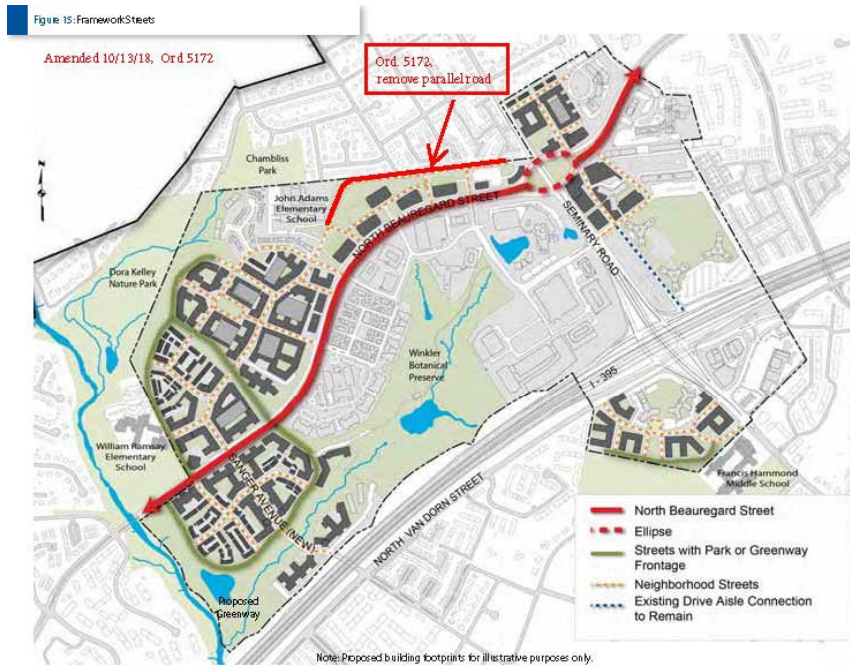 Figure 15: Framework Streets
Amended 10/13/18, Ord 5172
Ord. 5172,
remove parallel road
Chambliss
Park
John Adams
Elementary
School
NORTH BEAUREGARD STREET
SEMINARY ROAD
Dora Kelley
Nature Park
Winkler
Botanical
Preserve
I - 395
William Ramsay
Elementary
School
SANGER AVENUE (NEW)
NORTH VAN DORN STREET
Francis Hammond
Middle School
Proposed
Greenway
North Beauregard Street
Ellipse
Streets with Park or Greenway
Frontage
Neighborhood Streets
Existing Drive Aisle Connection
to Remain
Note: Proposed building footprints for illustrative purposes only.